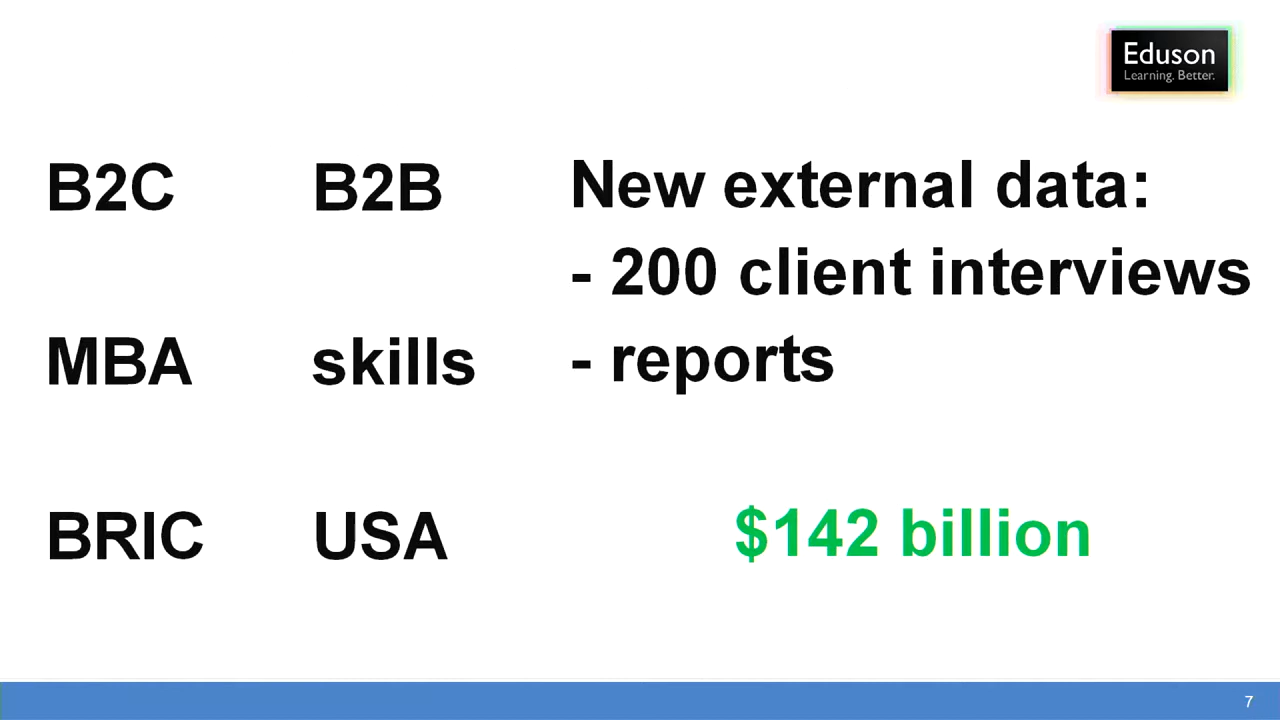 Eduson
Learning. Better.
B2C B2B New external data:
- 200 client interviews
MBA skills - reports
BRIC USA $142 billion
7